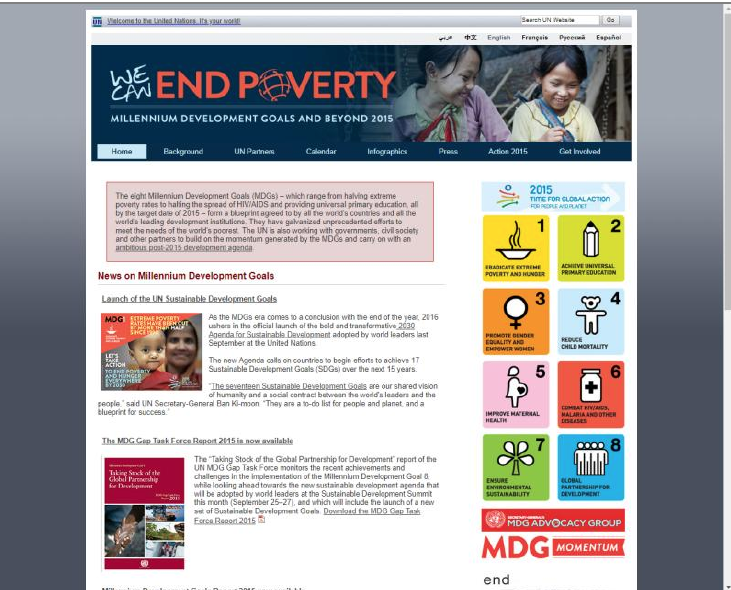 UN Welcome to the United Nations. It's your world!
Search UN Website Go
عربي 中文 English Français Русский Español
WE CAN END POVERTY
MILLENNIUM DEVELOPMENT GOALS AND BEYOND 2015
Home Background UN Partners Calendar Infographics Press Action 2015 Get Involved
The eight Millennium Development Goals (MDGs) – which range from halving extreme
poverty rates to halting the spread of HIV/AIDS and providing universal primary education, all
by the target date of 2015 – form a blueprint agreed to by all the world's countries and all the
world's leading development institutions. They have galvanized unprecedented efforts to
meet the needs of the world's poorest. The UN is also working with governments, civil society
and other partners to build on the momentum generated by the MDGs and carry on with an
ambitious post-2015 development agenda.
News on Millennium Development Goals
Launch of the UN Sustainable Development Goals
MDG EXTREME POVERTY RATES HAVE BEEN CUT BY MORE THAN HALF SINCE 1990
LET'S TAKE ACTION
TO END POVERTY AND HUNGER EVERYWHERE BY 2030
As the MDGs era comes to a conclusion with the end of the year, 2016
ushers in the official launch of the bold and transformative 2030
Agenda for Sustainable Development adopted by world leaders last
September at the United Nations.
The new Agenda calls on countries to begin efforts to achieve 17
Sustainable Development Goals (SDGs) over the next 15 years.
"The seventeen Sustainable Development Goals are our shared vision
of humanity and a social contract between the world's leaders and the
people," said UN Secretary-General Ban Ki-moon. "They are a to-do list for people and planet, and a
blueprint for success."
The MDG Gap Task Force Report 2015 is now available
Taking Stock of the
Global Partnership
for Development
The "Taking Stock of the Global Partnership for Development" report of the
UN MDG Gap Task Force monitors the recent achievements and
challenges in the implementation of the Millennium Development Goal 8,
while looking ahead towards the new sustainable development agenda that
will be adopted by world leaders at the Sustainable Development Summit
this month (September 25-27), and which will include the launch of a new
set of Sustainable Development Goals. Download the MDG Gap Task
Force Report 2015
2015
TIME FOR GLOBAL ACTION
FOR PEOPLE AND PLANET
1
ERADICATE EXTREME
POVERTY AND HUNGER
2
ACHIEVE UNIVERSAL
PRIMARY EDUCATION
3
PROMOTE GENDER
EQUALITY AND
EMPOWER WOMEN
4
REDUCE
CHILD MORTALITY
5
IMPROVE MATERNAL
HEALTH
6
COMBAT HIV/AIDS,
MALARIA AND OTHER
DISEASES
7
ENSURE
ENVIRONMENTAL
SUSTAINABILITY
8
GLOBAL
PARTNERSHIP FOR
DEVELOPMENT
MDG ADVOCACY GROUP
MDG MOMENTUM
end